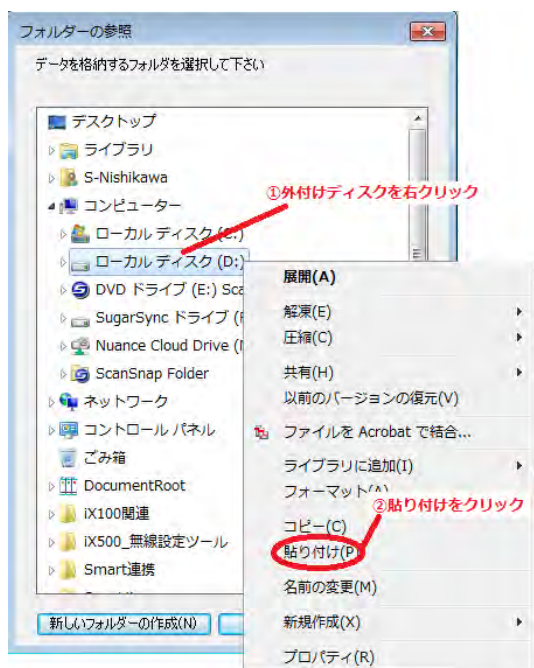 フォルダーの参照
データを格納するフォルダを選択して下さい
デスクトップ
ライブラリ
S-Nishikawa
①外付けディスクを右クリック
コンピューター
ローカル ディスク (C:)
ローカル ディスク (D:)
DVD ドライブ (E:) Sca
SugarSync ドライブ (
Nuance Cloud Drive (
ScanSnap Folder
ネットワーク
コントロール パネル
ごみ箱
DocumentRoot
iX100関連
iX500_無線設定ツール
Smart連携
新しいフォルダーの作成(N)
展開(A)
解凍(E)
圧縮(C)
共有(H)
以前のバージョンの復元(V)
ファイルを Acrobat で結合...
ライブラリに追加(I)
フォーマット(A)
②貼り付けをクリック
コピー(C)
貼り付け(P)
名前の変更(M)
新規作成(X)
プロパティ(R)